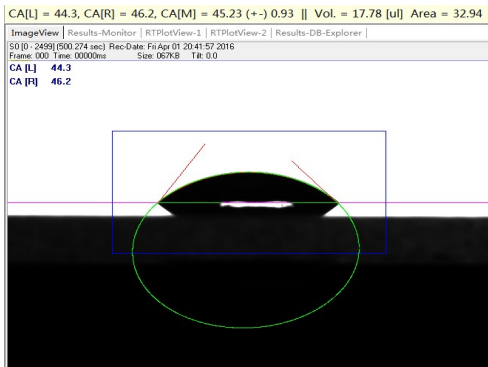 CA[L] = 44.3, CA[R] = 46.2, CA[M] = 45.23 (+-) 0.93 || Vol. = 17.78 [ul] Area = 32.94
ImageView | Results-Monitor | RTPlotView-1 | RTPlotView-2 | Results-DB-Explorer |
S0 [0 - 2499] (500.274 sec) Rec-Date: Fri Apr 01 20:41:57 2016
Frame: 000 Time: 00000ms Size: 067KB Tilt: 0.0
CA [L] 44.3
CA [R] 46.2